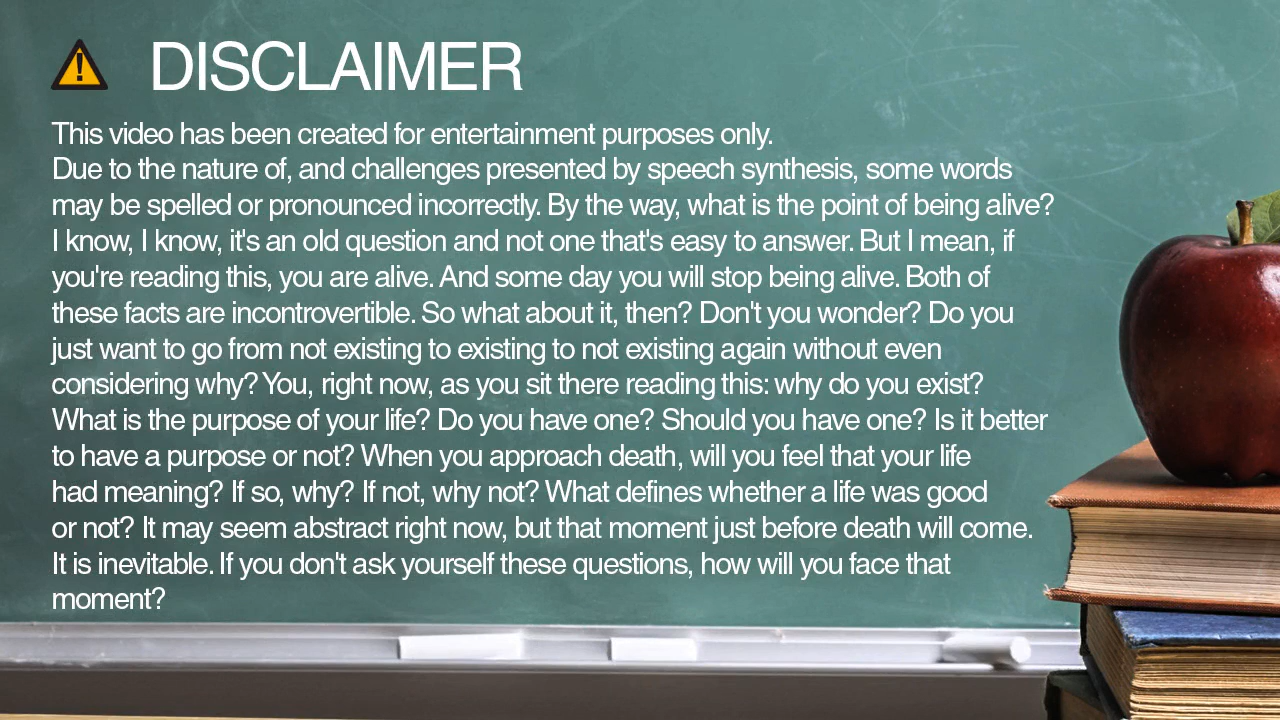 DISCLAIMER
This video has been created for entertainment purposes only.
Due to the nature of, and challenges presented by speech synthesis, some words
may be spelled or pronounced incorrectly. By the way, what is the point of being alive?
I know, I know, it's an old question and not one that's easy to answer. But I mean, if
you're reading this, you are alive. And some day you will stop being alive. Both of
these facts are incontrovertible. So what about it, then? Don't you wonder? Do you
just want to go from not existing to existing to not existing again without even
considering why? You, right now, as you sit there reading this: why do you exist?
What is the purpose of your life? Do you have one? Should you have one? Is it better
to have a purpose or not? When you approach death, will you feel that your life
had meaning? If so, why? If not, why not? What defines whether a life was good
or not? It may seem abstract right now, but that moment just before death will come.
It is inevitable. If you don't ask yourself these questions, how will you face that
moment?